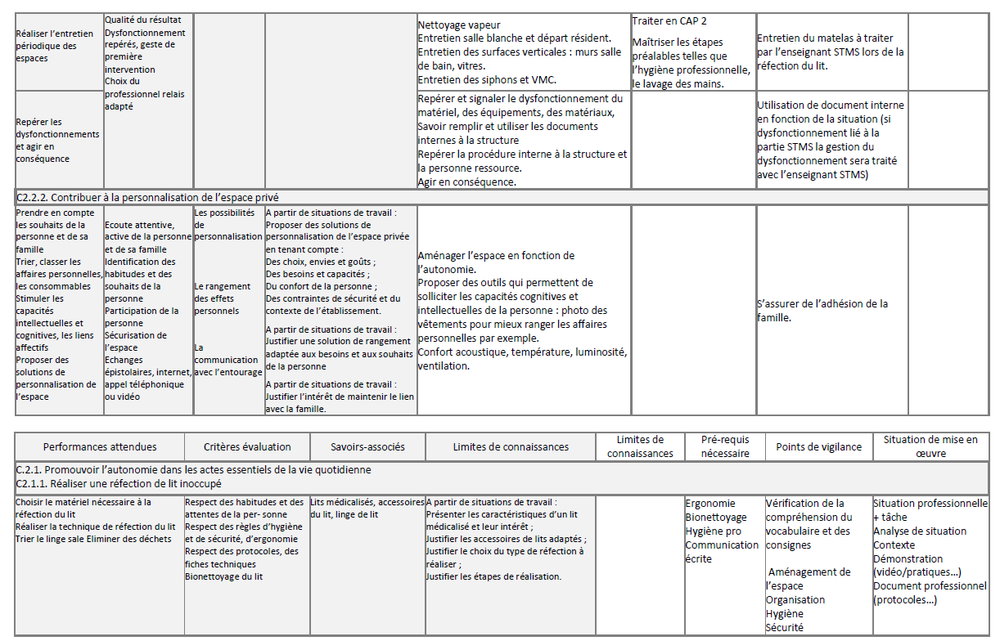 Réaliser l’entretien
périodique des
espaces
Qualité du résultat
Dysfonctionnement
repérés, geste de
première
intervention
Choix du
professionnel relais
adapté
Nettoyage vapeur
Entretien salle blanche et départ résident.
Entretien des surfaces verticales : murs salle
de bain, vitres.
Entretien des siphons et VMC.
Traiter en CAP 2
Maîtriser les étapes
préalables telles que
l’hygiène professionnelle,
le lavage des mains.
Entretien du matelas à traiter
par l’enseignant STMS lors de la
réfection du lit.
Repérer les
dysfonctionnements
et agir en
conséquence
Repérer et signaler le dysfonctionnement du
matériel, des équipements, des matériaux,
Savoir remplir et utiliser les documents
internes à la structure
Repérer la procédure interne à la structure et
la personne ressource.
Agir en conséquence.
Utilisation de document interne
en fonction de la situation (si
dysfonctionnement lié à la
partie STMS la gestion du
dysfonctionnement sera traité
avec l’enseignant STMS)
C2.2.2. Contribuer à la personnalisation de l’espace privé
Prendre en compte
les souhaits de la
personne et de sa
famille
Trier, classer les
affaires personnelles,
les consommables
Stimuler les
capacités
intellectuelles et
cognitives, les liens
affectifs
Proposer des
solutions de
personnalisation de
l’espace
Ecoute attentive,
active de la personne
et de sa famille
Identification des
habitudes et des
souhaits de la
personne
Participation de la
personne
Sécurisation de
l’espace
Echanges
épistolaires, internet,
appel téléphonique
ou vidéo
Les possibilités
de
personnalisation
Le rangement
des effets
personnels
La
communication
avec l’entourage
A partir de situations de travail :
Proposer des solutions de
personnalisation de l’espace privée
en tenant compte :
Des choix, envies et goûts ;
Des besoins et capacités ;
Du confort de la personne ;
Des contraintes de sécurité et du
contexte de l’établissement.
A partir de situations de travail :
Justifier une solution de rangement
adaptée aux besoins et aux souhaits
de la personne
A partir de situations de travail :
Justifier l’intérêt de maintenir le lien
avec la famille.
Aménager l’espace en fonction de
l’autonomie.
Proposer des outils qui permettent de
solliciter les capacités cognitives et
intellectuelles de la personne : photo des
vêtements pour mieux ranger les affaires
personnelles par exemple.
Confort acoustique, température, luminosité,
ventilation.
S’assurer de l’adhésion de la
famille.
Performances attendues
Critères évaluation
Savoirs-associés
Limites de connaissances
Limites de
connaissances
Pré-requis
nécessaire
Points de vigilance
Situation de mise en
œuvre
C.2.1. Promouvoir l’autonomie dans les actes essentiels de la vie quotidienne
C2.1.1. Réaliser une réfection de lit inoccupé
Choisir le matériel nécessaire à la
réfection du lit
Réaliser la technique de réfection du lit
Trier le linge sale Eliminer des déchets
Respect des habitudes et des
attentes de la per- sonne
Respect des règles d’hygiène
et de sécurité, d’ergonomie
Respect des protocoles, des
fiches techniques
Bionettoyage du lit
Lits médicalisés, accessoires
du lit, linge de lit
A partir de situations de travail :
Présenter les caractéristiques d’un lit
médicalisé et leur intérêt ;
Justifier les accessoires de lits adaptés ;
Justifier le choix du type de réfection à
réaliser ;
Justifier les étapes de réalisation.
Ergonomie
Bionettoyage
Hygiène pro
Communication
écrite
Vérification de la
compréhension du
vocabulaire et des
consignes
Aménagement de
l’espace
Organisation
Hygiène
Sécurité
Situation professionnelle
+ tâche
Analyse de situation
Contexte
Démonstration
(vidéo/pratiques…)
Document professionnel
(protocoles…)